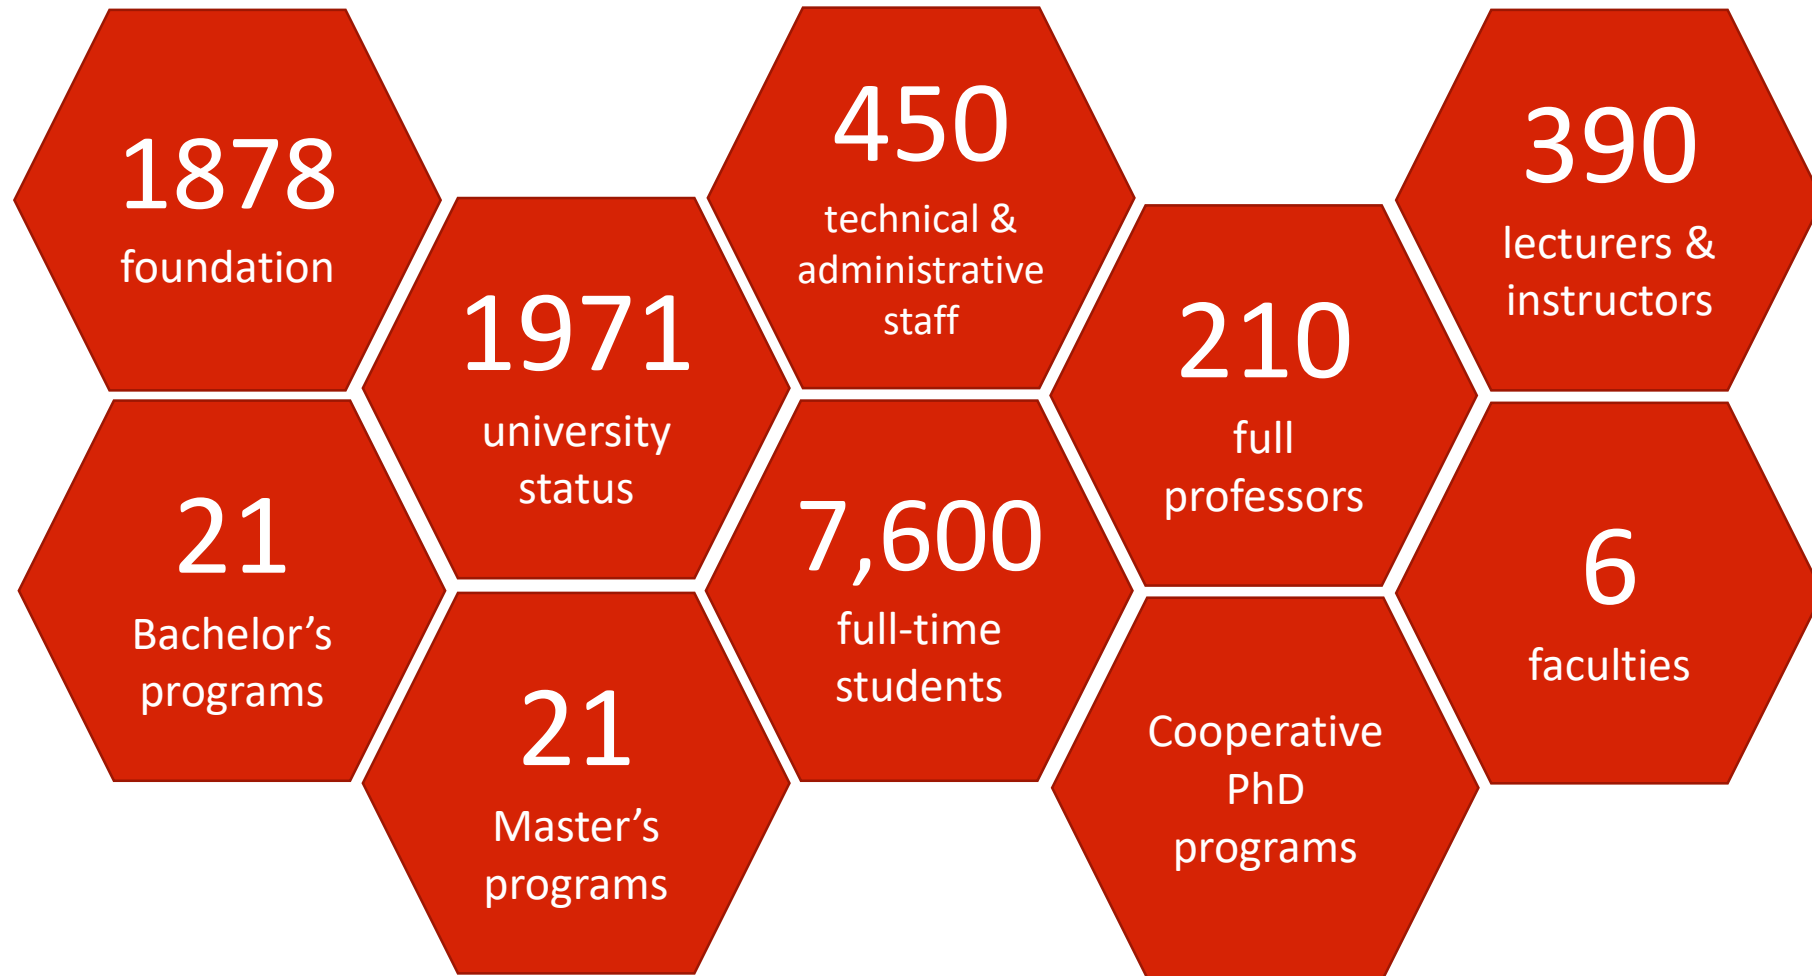 1878
foundation
1971
university
status
450
technical &
administrative
staff
210
full
professors
390
lecturers &
instructors
21
Bachelor’s
programs
21
Master’s
programs
7,600
full-time
students
Cooperative
PhD
programs
6
faculties